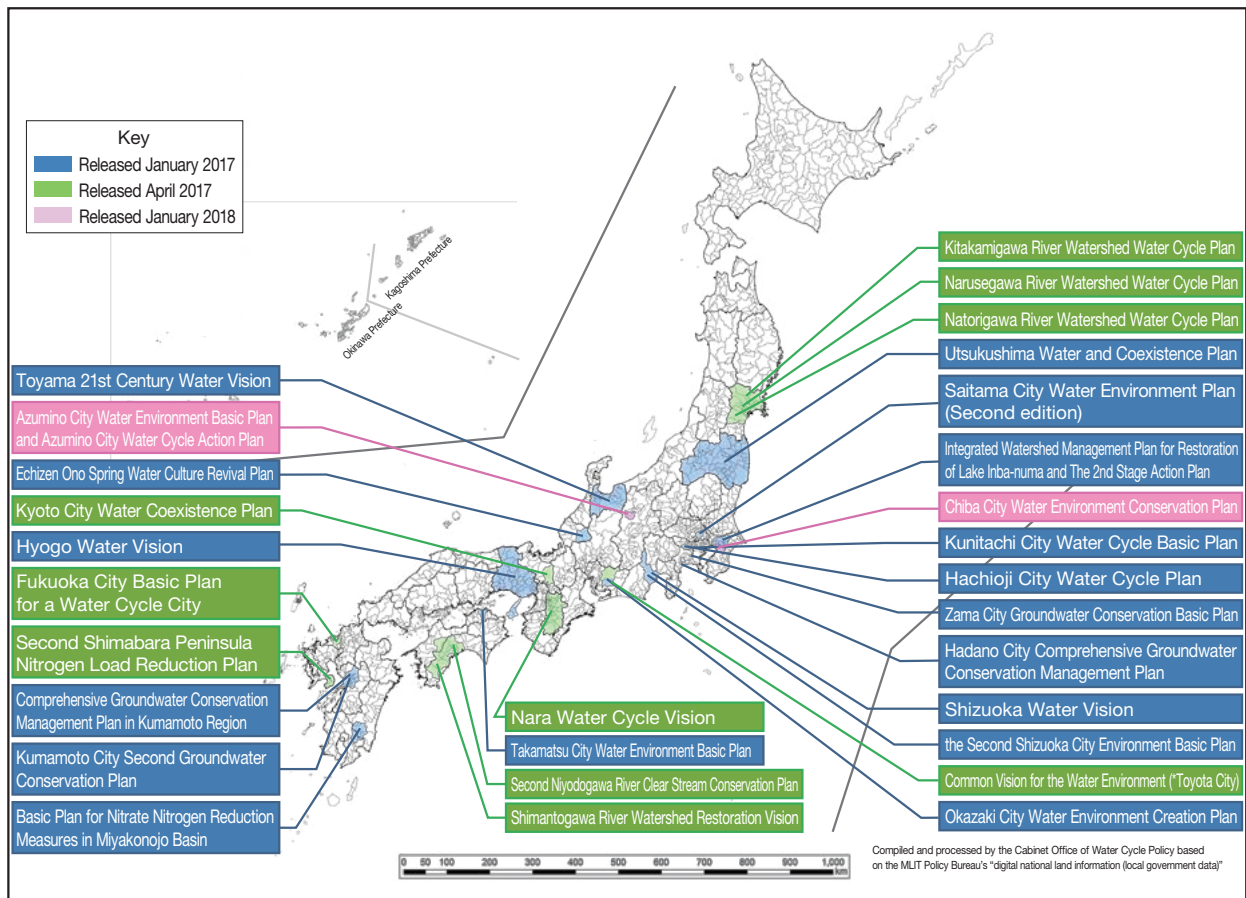 Key
Released January 2017
Released April 2017
Released January 2018
Kagoshima Prefecture
Okinawa Prefecture
Toyama 21st Century Water Vision
Azumino City Water Environment Basic Plan
and Azumino City Water Cycle Action Plan
Echizen Ono Spring Water Culture Revival Plan
Kyoto City Water Coexistence Plan
Hyogo Water Vision
Fukuoka City Basic Plan
for a Water Cycle City
Second Shimabara Peninsula
Nitrogen Load Reduction Plan
Comprehensive Groundwater Conservation
Management Plan in Kumamoto Region
Kumamoto City Second Groundwater
Conservation Plan
Basic Plan for Nitrate Nitrogen Reduction
Measures in Miyakonojo Basin
Nara Water Cycle Vision
Takamatsu City Water Environment Basic Plan
Second Niyodogawa River Clear Stream Conservation Plan
Shimantogawa River Watershed Restoration Vision
Kitakamigawa River Watershed Water Cycle Plan
Narusegawa River Watershed Water Cycle Plan
Natorigawa River Watershed Water Cycle Plan
Utsukushima Water and Coexistence Plan
Saitama City Water Environment Plan
(Second edition)
Integrated Watershed Management Plan for Restoration
of Lake Inba-numa and The 2nd Stage Action Plan
Chiba City Water Environment Conservation Plan
Kunitachi City Water Cycle Basic Plan
Hachioji City Water Cycle Plan
Zama City Groundwater Conservation Basic Plan
Hadano City Comprehensive Groundwater
Conservation Management Plan
Shizuoka Water Vision
the Second Shizuoka City Environment Basic Plan
Common Vision for the Water Environment (*Toyota City)
Okazaki City Water Environment Creation Plan
0 50 100 200 300 400 500 600 700 800 900 1,000
km
Compiled and processed by the Cabinet Office of Water Cycle Policy based
on the MLIT Policy Bureau's "digital national land information (local government data)"